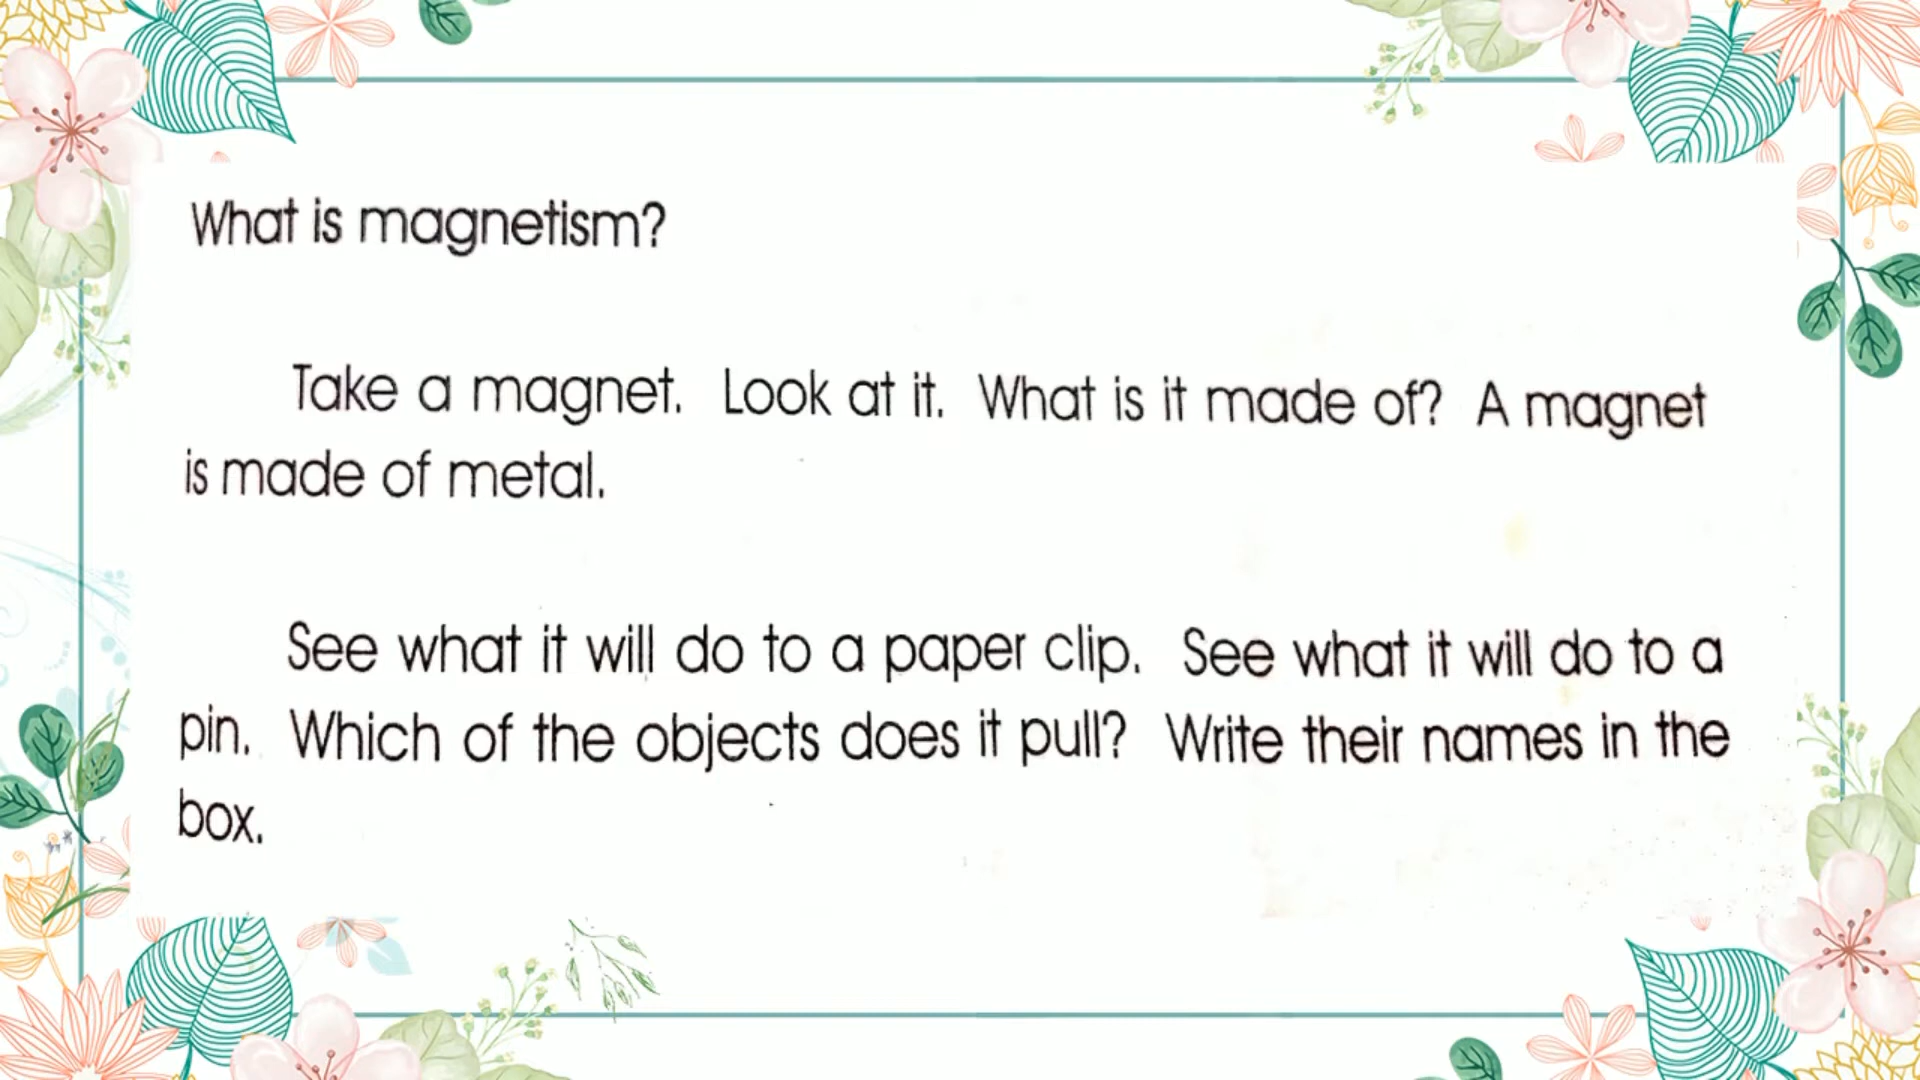 What is magnetism?
Take a magnet. Look at it. What is it made of? A magnet
is made of metal.
See what it will do to a paper clip. See what it will do to a
pin. Which of the objects does it pull? Write their names in the
box.